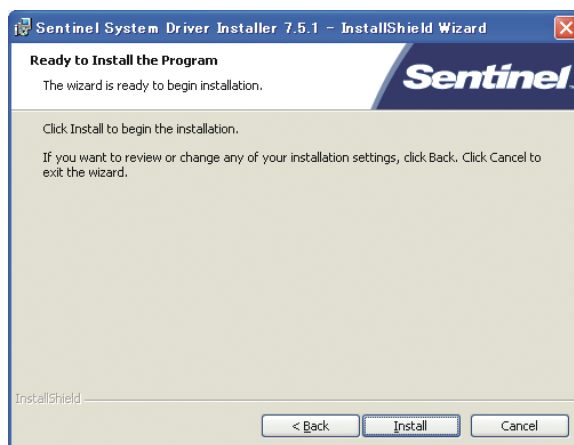 Sentinel System Driver Installer 7.5.1 - InstallShield Wizard
Ready to Install the Program
The wizard is ready to begin installation.
Sentinel
Click Install to begin the installation.
If you want to review or change any of your installation settings, click Back. Click Cancel to
exit the wizard.
InstallShield
< Back
Install
Cancel